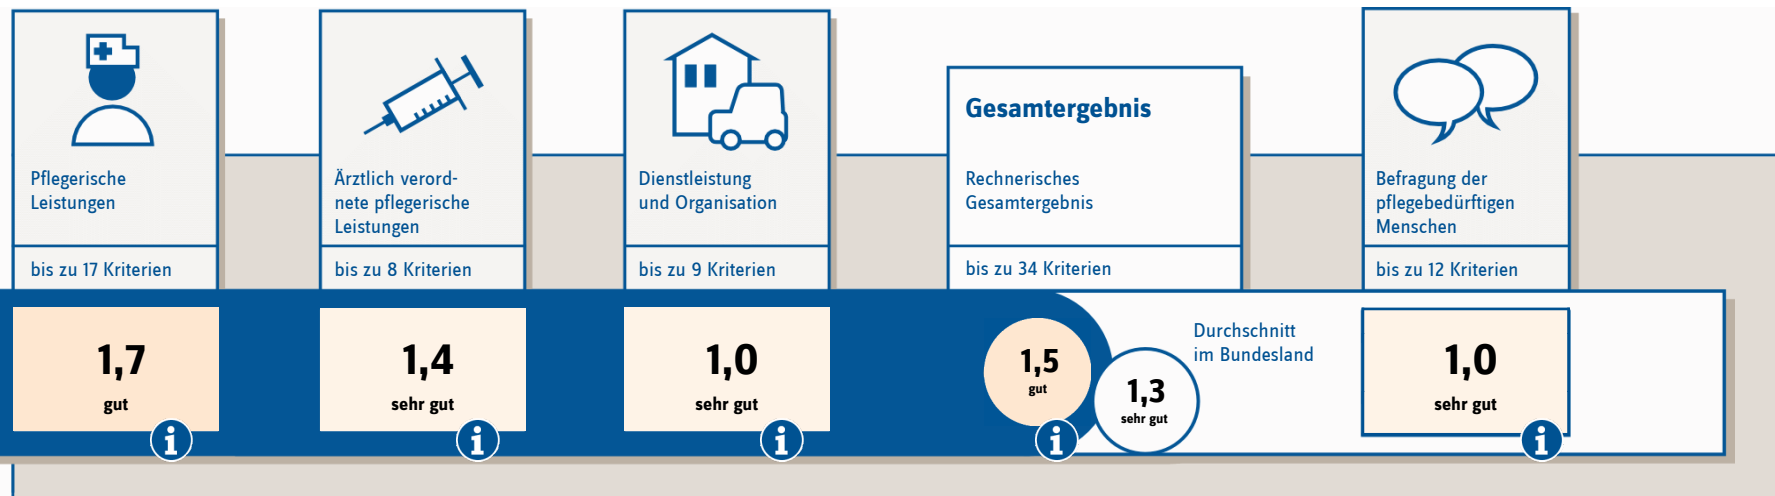 Pflegerische
Leistungen
bis zu 17 Kriterien
1,7
gut
i
Ärztlich verord-
nete pflegerische
Leistungen
bis zu 8 Kriterien
1,4
sehr gut
i
Dienstleistung
und Organisation
bis zu 9 Kriterien
1,0
sehr gut
i
Gesamtergebnis
Rechnerisches
Gesamtergebnis
bis zu 34 Kriterien
1,5
gut
i
1,3
sehr gut
Durchschnitt
im Bundesland
Befragung der
pflegebedürftigen
Menschen
bis zu 12 Kriterien
1,0
sehr gut
i